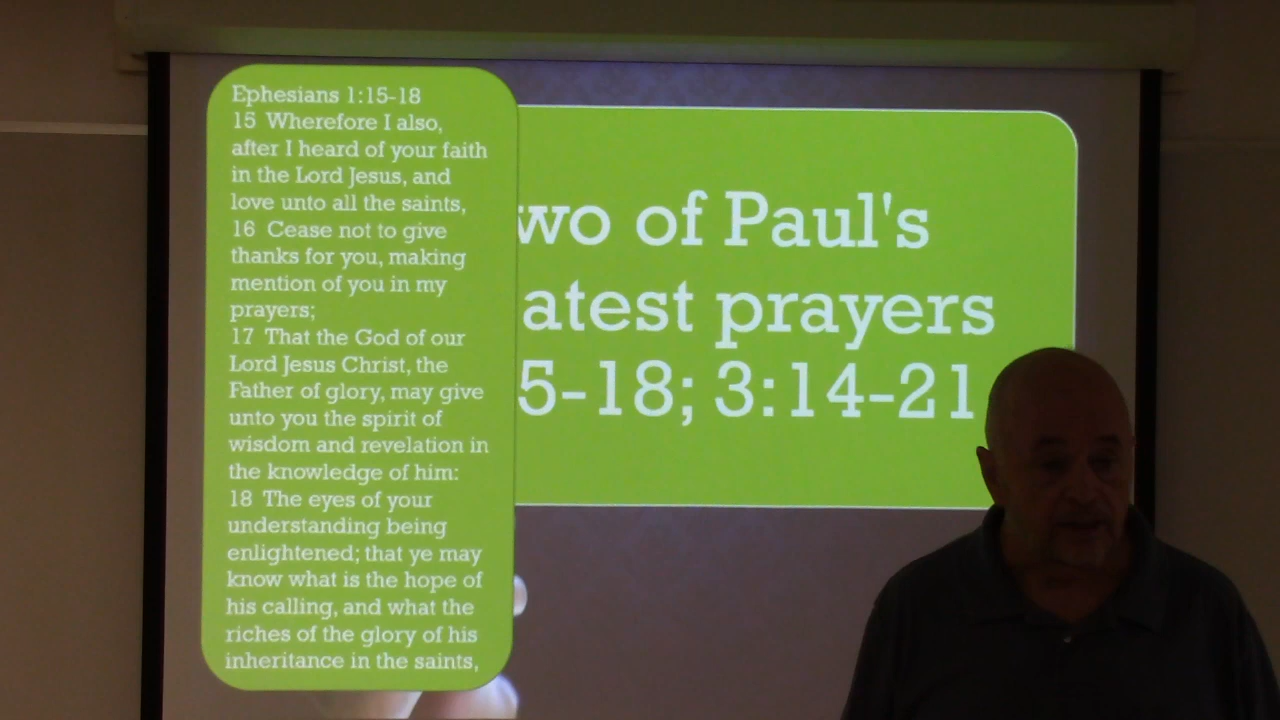 Ephesians 1:15-18
15 Wherefore I also,
after I heard of your faith
in the Lord Jesus, and
love unto all the saints,
16 Cease not to give
thanks for you, making
mention of you in my
prayers;
17 That the God of our
Lord Jesus Christ, the
Father of glory, may give
unto you the spirit of
wisdom and revelation in
the knowledge of him:
18 The eyes of your
understanding being
enlightened; that ye may
know what is the hope of
his calling, and what the
riches of the glory of his
inheritance in the saints,
wo of Paul's
atest prayers
5-18; 3:14-21